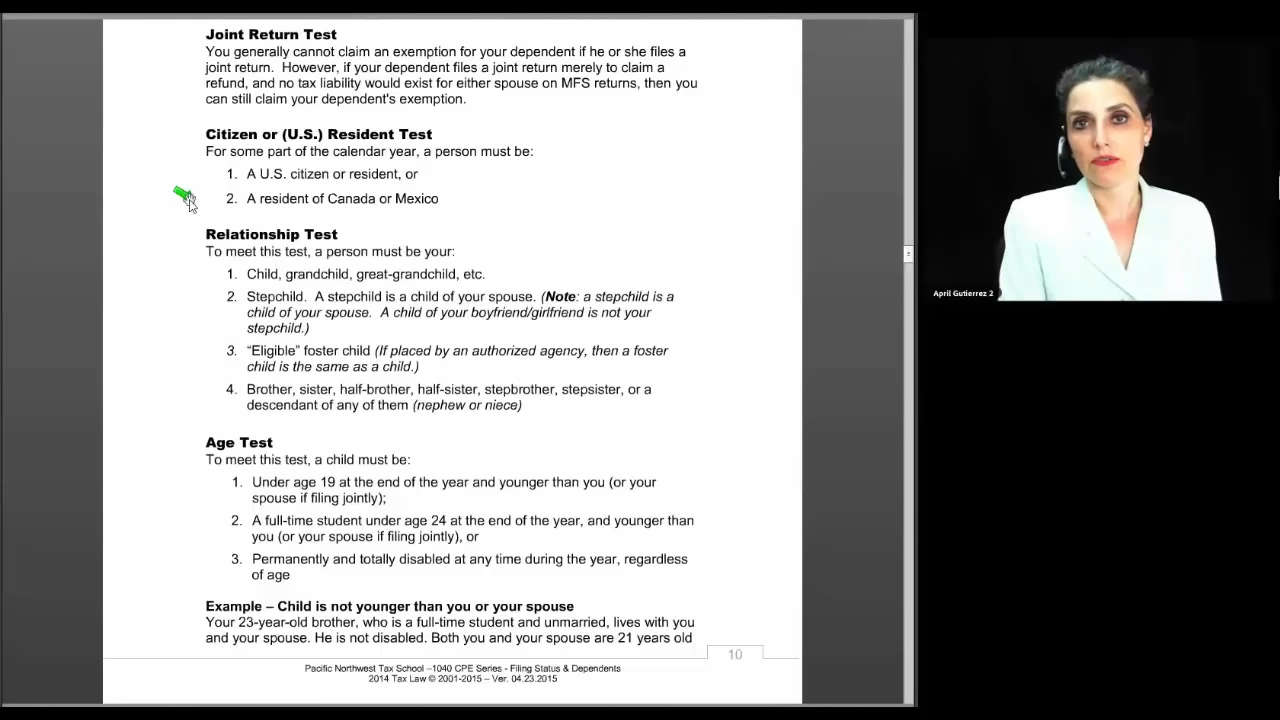 Joint Return Test
You generally cannot claim an exemption for your dependent if he or she files a
joint return.  However, if your dependent files a joint return merely to claim a
refund, and no tax liability would exist for either spouse on MFS returns, then you
can still claim your dependent's exemption.
Citizen or (U.S.) Resident Test
For some part of the calendar year, a person must be:
1. A U.S. citizen or resident, or
2. A resident of Canada or Mexico
Relationship Test
To meet this test, a person must be your:
1. Child, grandchild, great-grandchild, etc.
2. Stepchild.  A stepchild is a child of your spouse. (Note: a stepchild is a
child of your spouse.  A child of your boyfriend/girlfriend is not your
stepchild.)
3. “Eligible” foster child (If placed by an authorized agency, then a foster
child is the same as a child.)
4. Brother, sister, half-brother, half-sister, stepbrother, stepsister, or a
descendant of any of them (nephew or niece)
Age Test
To meet this test, a child must be:
1. Under age 19 at the end of the year and younger than you (or your
spouse if filing jointly);
2. A full-time student under age 24 at the end of the year, and younger than
you (or your spouse if filing jointly), or
3. Permanently and totally disabled at any time during the year, regardless
of age
Example – Child is not younger than you or your spouse
Your 23-year-old brother, who is a full-time student and unmarried, lives with you
and your spouse. He is not disabled. Both you and your spouse are 21 years old
10
Pacific Northwest Tax School –1040 CPE Series - Filing Status & Dependents
2014 Tax Law © 2001-2015 – Ver. 04.23.2015
April Gutierrez 2